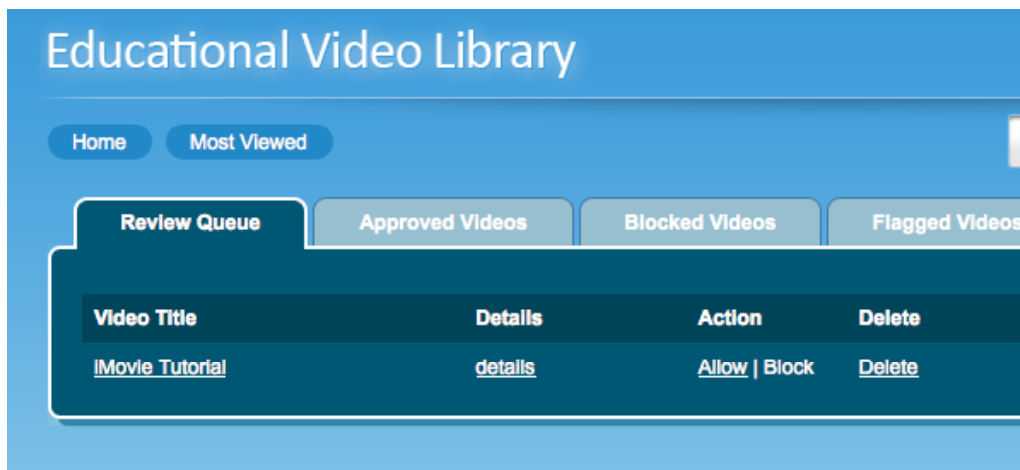 Educational Video Library
Home Most Viewed
Review Queue Approved Videos Blocked Videos Flagged Videos
Video Title Details Action Delete
iMovie Tutorial details Allow | Block Delete